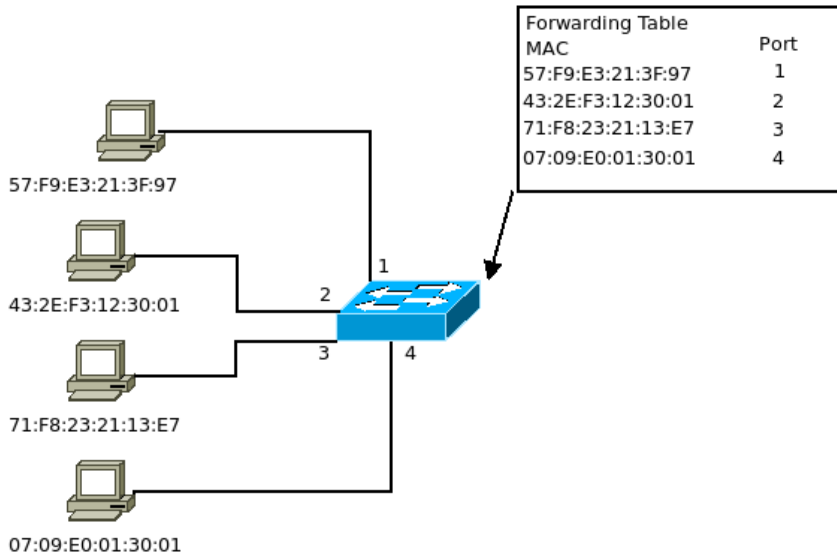 Forwarding Table
MAC Port
57:F9:E3:21:3F:97 1
43:2E:F3:12:30:01 2
71:F8:23:21:13:E7 3
07:09:E0:01:30:01 4
57:F9:E3:21:3F:97
43:2E:F3:12:30:01
71:F8:23:21:13:E7
07:09:E0:01:30:01
1
2
3
4